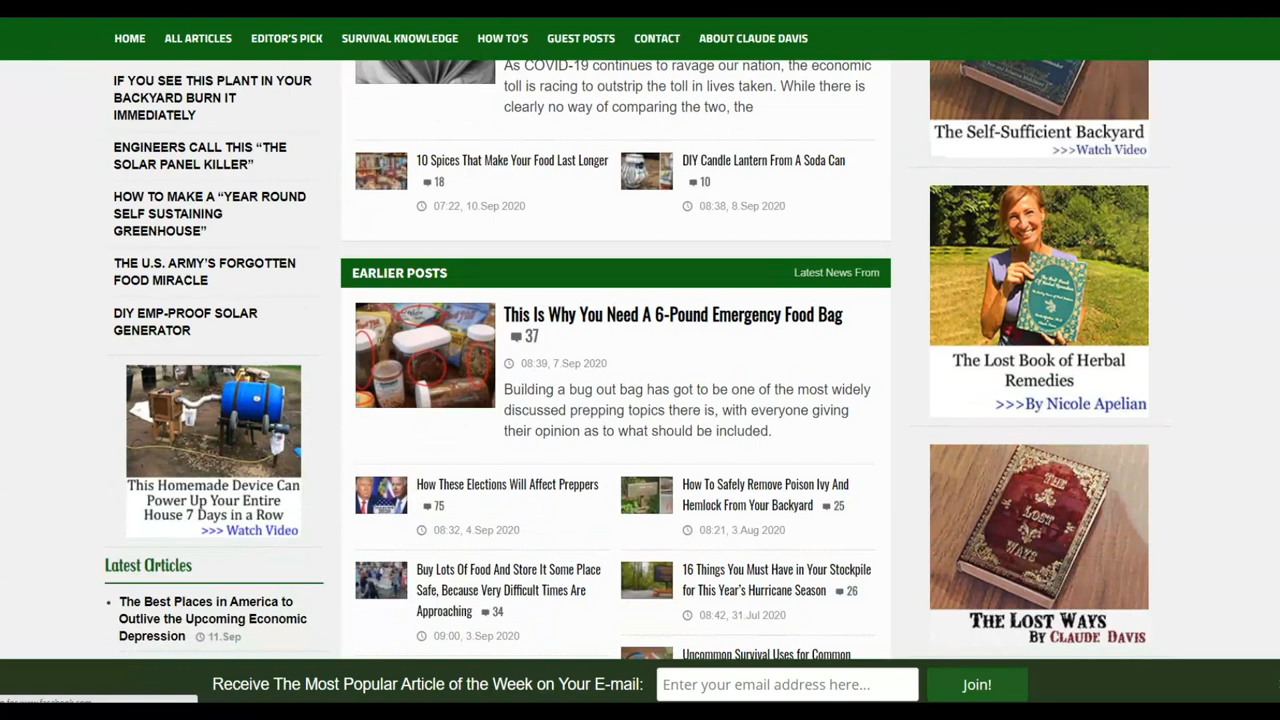 HOME ALL ARTICLES EDITOR'S PICK SURVIVAL KNOWLEDGE HOW TO'S GUEST POSTS CONTACT ABOUT CLAUDE DAVIS
IF YOU SEE THIS PLANT IN YOUR
BACKYARD BURN IT
IMMEDIATELY
ENGINEERS CALL THIS “THE
SOLAR PANEL KILLER”
HOW TO MAKE A “YEAR ROUND
SELF SUSTAINING
GREENHOUSE”
THE U.S. ARMY'S FORGOTTEN
FOOD MIRACLE
DIY EMP-PROOF SOLAR
GENERATOR
This Homemade Device Can
Power Up Your Entire
House 7 Days in a Row
>>> Watch Video
Latest Articles
The Best Places in America to
Outlive the Upcoming Economic
Depression 11.Sep
As COVID-19 continues to ravage our nation, the economic
toll is racing to outstrip the toll in lives taken. While there is
clearly no way of comparing the two, the
10 Spices That Make Your Food Last Longer
18
07:22, 10.Sep 2020
DIY Candle Lantern From A Soda Can
10
08:38, 8.Sep 2020
EARLIER POSTS
Latest News From
This Is Why You Need A 6-Pound Emergency Food Bag
37
08:39, 7.Sep 2020
Building a bug out bag has got to be one of the most widely
discussed prepping topics there is, with everyone giving
their opinion as to what should be included.
How These Elections Will Affect Preppers
75
08:32, 4.Sep 2020
How To Safely Remove Poison Ivy And
Hemlock From Your Backyard 25
08:21, 3.Aug 2020
Buy Lots Of Food And Store It Some Place
Safe, Because Very Difficult Times Are
Approaching 34
09:00, 3.Sep 2020
16 Things You Must Have in Your Stockpile
for This Year's Hurricane Season 26
08:42, 31.Jul 2020
Uncommon Survival Uses for Common
The Self-Sufficient Backyard
>>>Watch Video
The Lost Book of Herbal
Remedies
>>>By Nicole Apelian
THE
LOST
WAYS
THE LOST WAYS
BY CLAUDE DAVIS
Receive The Most Popular Article of the Week on Your E-mail: Enter your email address here... Join!